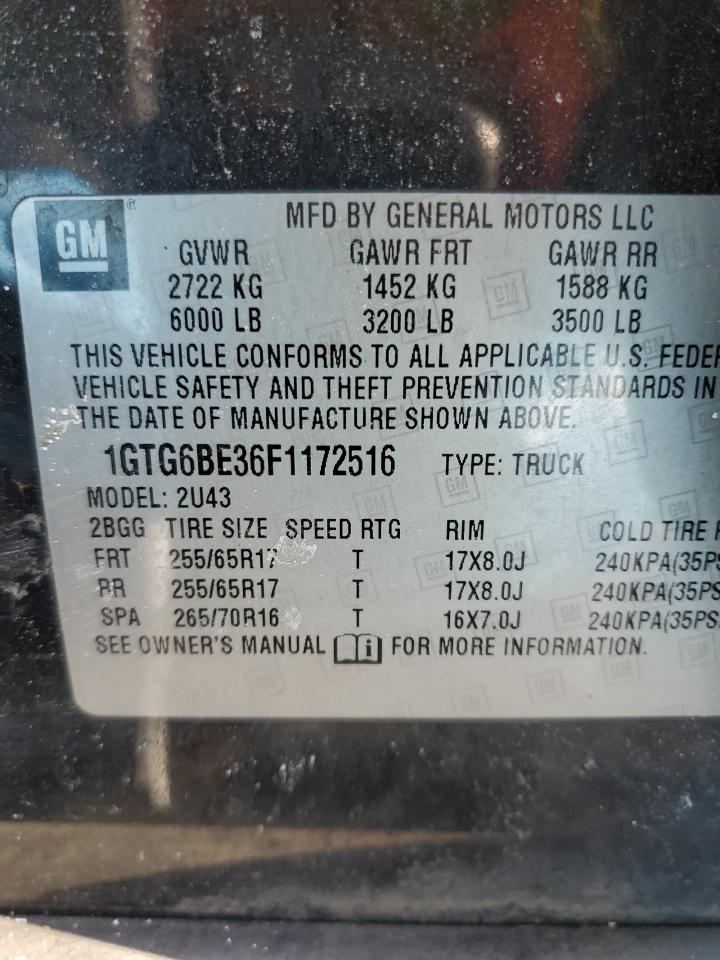 GM ®
MFD BY GENERAL MOTORS LLC
GVWR GAWR FRT GAWR RR
2722 KG 1452 KG 1588 KG
6000 LB 3200 LB 3500 LB
THIS VEHICLE CONFORMS TO ALL APPLICABLE U.S. FEDER
VEHICLE SAFETY AND THEFT PREVENTION STANDARDS IN
THE DATE OF MANUFACTURE SHOWN ABOVE.
1GTG6BE36F1172516 TYPE: TRUCK
MODEL: 2U43
2BGG TIRE SIZE SPEED RTG RIM COLD TIRE
FRT 255/65R17 T 17X8.0J 240KPA(35PS
RR 255/65R17 T 17X8.0J 240KPA(35PS
SPA 265/70R16 T 16X7.0J 240KPA(35PS
SEE OWNER'S MANUAL i FOR MORE INFORMATION.